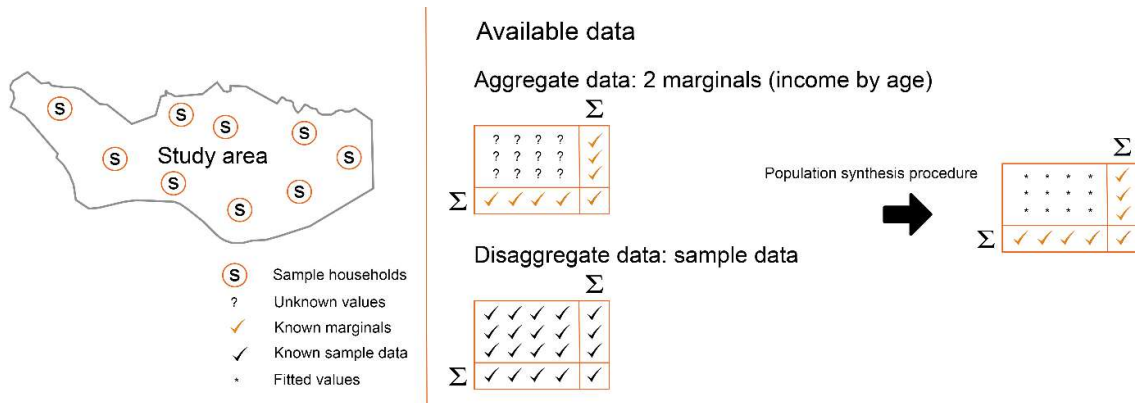 S
S
S
S
S
S
S
S
S
S
Study area
S Sample households
? Unknown values
✓ Known marginals
✓ Known sample data
* Fitted values
Available data
Aggregate data: 2 marginals (income by age)
Σ
? ? ? ? ✓
? ? ? ? ✓
? ? ? ? ✓
Σ ✓ ✓ ✓ ✓ ✓
Disaggregate data: sample data
Σ
✓ ✓ ✓ ✓ ✓
✓ ✓ ✓ ✓ ✓
✓ ✓ ✓ ✓ ✓
Σ ✓ ✓ ✓ ✓ ✓
Population synthesis procedure
Σ
* * * * ✓
* * * * ✓
* * * * ✓
Σ ✓ ✓ ✓ ✓ ✓